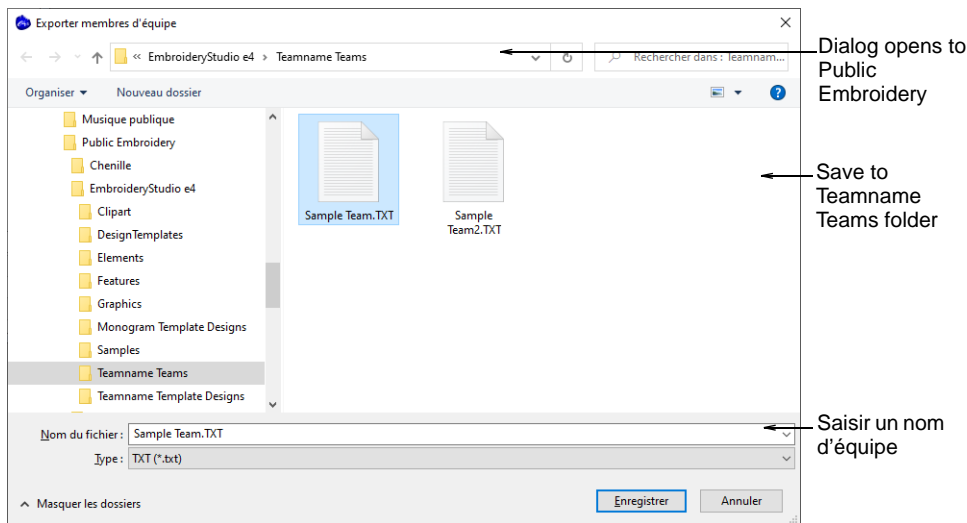 Exporter membres d'équipe
« EmbroideryStudio e4 › Teamname Teams
Rechercher dans : Teamnam...
Organiser
Nouveau dossier
Musique publique
Public Embroidery
Chenille
EmbroideryStudio e4
Clipart
DesignTemplates
Elements
Features
Graphics
Monogram Template Designs
Samples
Teamname Teams
Teamname Template Designs
Sample Team.TXT
Sample
Team2.TXT
Nom du fichier :
Sample Team.TXT
Type :
TXT (*.txt)
Masquer les dossiers
Enregistrer
Annuler
Dialog opens to
Public
Embroidery
Save to
Teamname
Teams folder
Saisir un nom
d'équipe